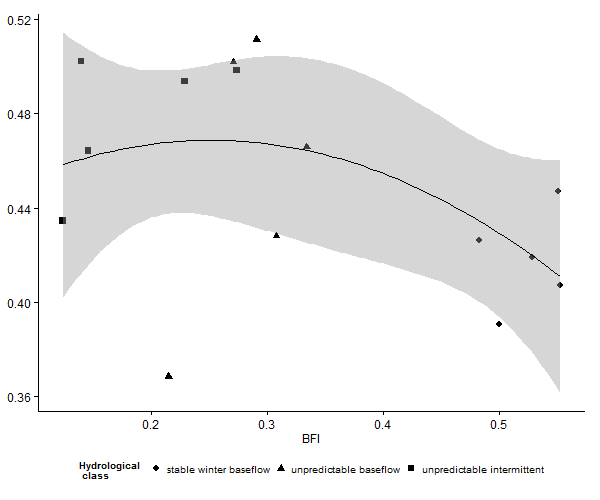 0.52
0.48
0.44
0.40
0.36
0.2 0.3 0.4 0.5
BFI
Hydrological class stable winter baseflow unpredictable baseflow unpredictable intermittent